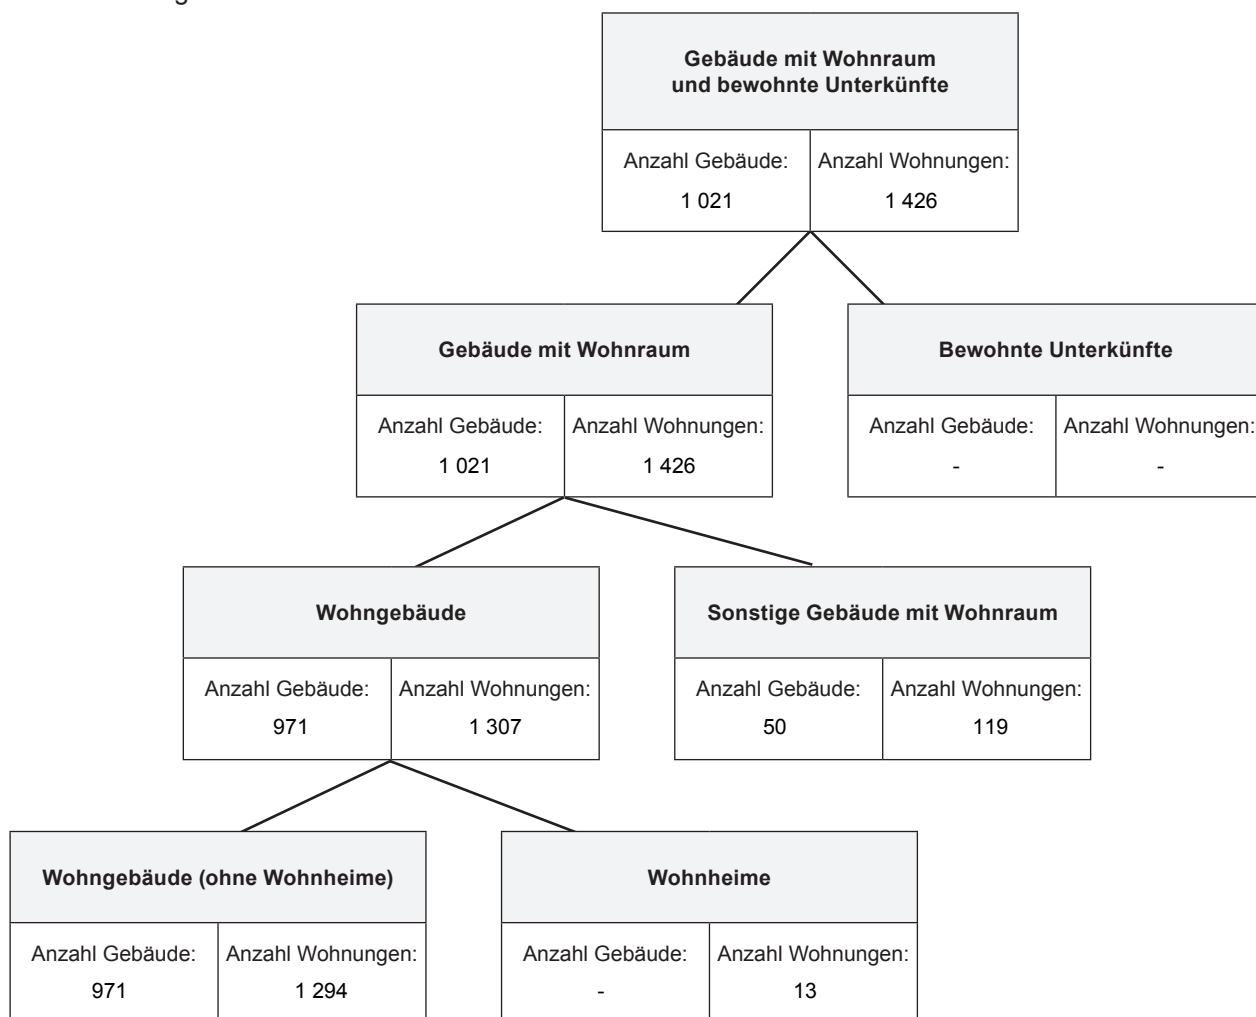 Gebäude mit Wohnraum
und bewohnte Unterkünfte
Anzahl Gebäude:
1 021
Anzahl Wohnungen:
1 426
Gebäude mit Wohnraum
Anzahl Gebäude:
1 021
Anzahl Wohnungen:
1 426
Bewohnte Unterkünfte
Anzahl Gebäude:
-
Anzahl Wohnungen:
-
Wohngebäude
Anzahl Gebäude:
971
Anzahl Wohnungen:
1 307
Sonstige Gebäude mit Wohnraum
Anzahl Gebäude:
50
Anzahl Wohnungen:
119
Wohngebäude (ohne Wohnheime)
Anzahl Gebäude:
971
Anzahl Wohnungen:
1 294
Wohnheime
Anzahl Gebäude:
-
Anzahl Wohnungen:
13